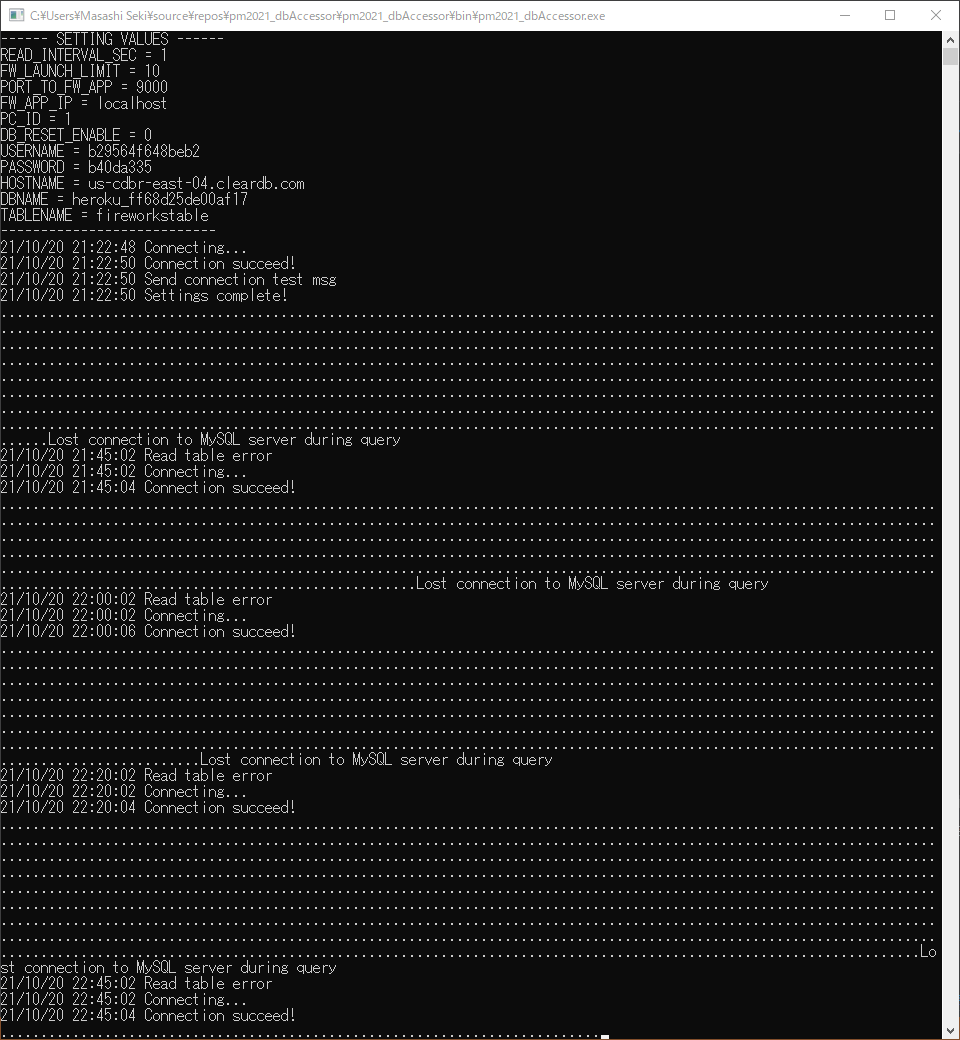 C:¥Users¥Masashi Seki¥source¥repos¥pm2021_dbAccessor¥pm2021_dbAccessor¥bin¥pm2021_dbAccessor.exe
------ SETTING VALUES ------
READ_INTERVAL_SEC = 1
FW_LAUNCH_LIMIT = 10
PORT_TO_FW_APP = 9000
FW_APP_IP = localhost
PC_ID = 1
DB_RESET_ENABLE = 0
USERNAME = b29564f648beb2
PASSWORD = b40da335
HOSTNAME = us-cdbr-east-04.cleardb.com
DBNAME = heroku_ff68d25de00af17
TABLENAME = fireworkstable
---------------------------
21/10/20 21:22:48 Connecting...
21/10/20 21:22:50 Connection succeed!
21/10/20 21:22:50 Send connection test msg
21/10/20 21:22:50 Settings complete!
......Lost connection to MySQL server during query
21/10/20 21:45:02 Read table error
21/10/20 21:45:02 Connecting...
21/10/20 21:45:04 Connection succeed!
....................................................Lost connection to MySQL server during query
21/10/20 22:00:02 Read table error
21/10/20 22:00:02 Connecting...
21/10/20 22:00:06 Connection succeed!
.........................Lost connection to MySQL server during query
21/10/20 22:20:02 Read table error
21/10/20 22:20:02 Connecting...
21/10/20 22:20:04 Connection succeed!
...................................................................................................................Lo
st connection to MySQL server during query
21/10/20 22:45:02 Read table error
21/10/20 22:45:02 Connecting...
21/10/20 22:45:04 Connection succeed!
...........................................................................